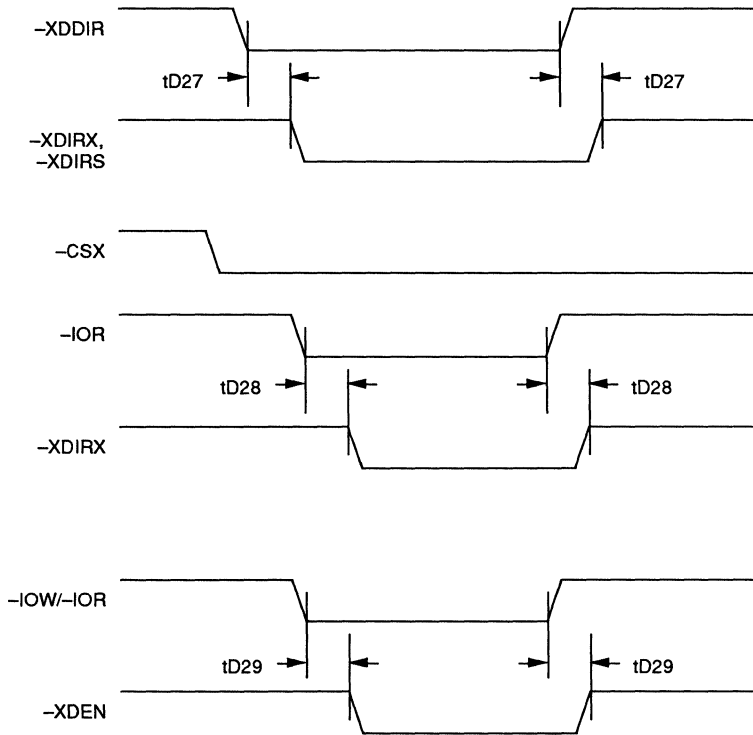 –XDDIR
tD27 tD27
–XDIRX,
–XDIRS
–CSX
–IOR
tD28 tD28
–XDIRX
–IOW/–IOR
tD29 tD29
–XDEN